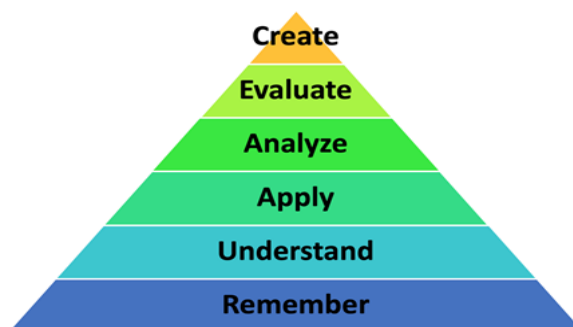 Create
Evaluate
Analyze
Apply
Understand
Remember